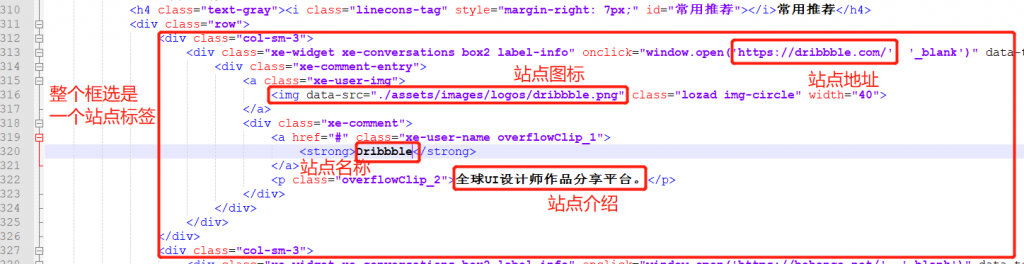 310 <h4 class="text-gray"><i class="linecons-tag" style="margin-right: 7px;" id="常用推荐"></i>常用推荐</h4>
311 <div class="row">
312 <div class="col-sm-3">
313 <div class="xe-widget xe-conversations box2 label-info" onclick="window.open('https://dribbble.com/', '_blank')" data-t
314 <div class="xe-comment-entry">
站点图标
站点地址
315 <a class="xe-user-img">
整个框选是
一个站点标签
316 <img data-src="./assets/images/logos/dribbble.png" class="lozad img-circle" width="40">
317 </a>
318 <div class="xe-comment">
319 <a href="#" class="xe-user-name overflowClip_1">
320 <strong>Dribbble</strong>
站点名称
321 </a>
322 <p class="overflowClip_2">全球UI设计师作品分享平台。</p>
站点介绍
323 </div>
324 </div>
325 </div>
326 </div>
327 <div class="col-sm-3">